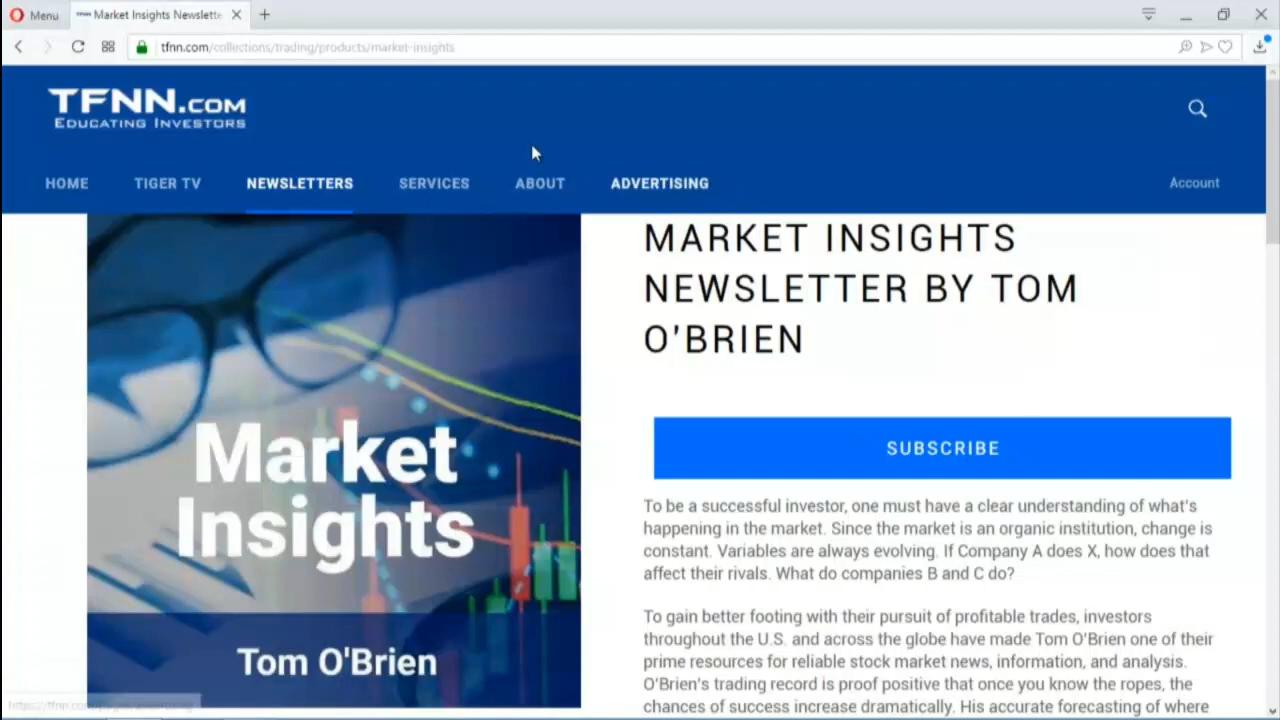 Menu
Market Insights Newslette
tfnn.com/collections/trading/products/market-insights
TFNN.COM
EDUCATING INVESTORS
HOME TIGER TV NEWSLETTERS SERVICES ABOUT ADVERTISING Account
MARKET INSIGHTS
NEWSLETTER BY TOM
O'BRIEN
Market
Insights
Tom O'Brien
SUBSCRIBE
To be a successful investor, one must have a clear understanding of what's
happening in the market. Since the market is an organic institution, change is
constant. Variables are always evolving. If Company A does X, how does that
affect their rivals. What do companies B and C do?
To gain better footing with their pursuit of profitable trades, investors
throughout the U.S. and across the globe have made Tom O'Brien one of their
prime resources for reliable stock market news, information, and analysis.
O'Brien's trading record is proof positive that once you know the ropes, the
chances of success increase dramatically. His accurate forecasting of where